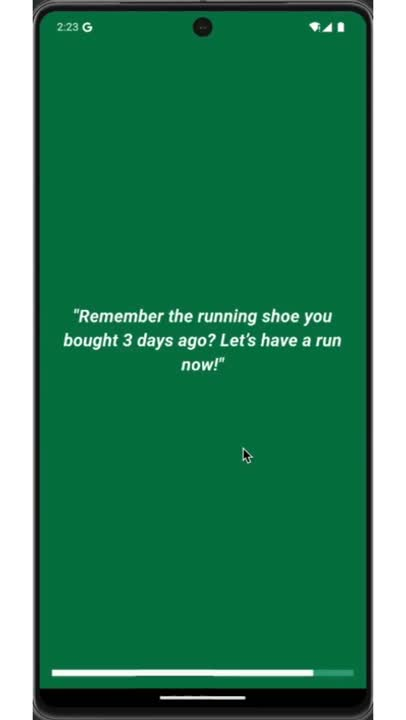 2:23 G
"Remember the running shoe you
bought 3 days ago? Let's have a run
now!"